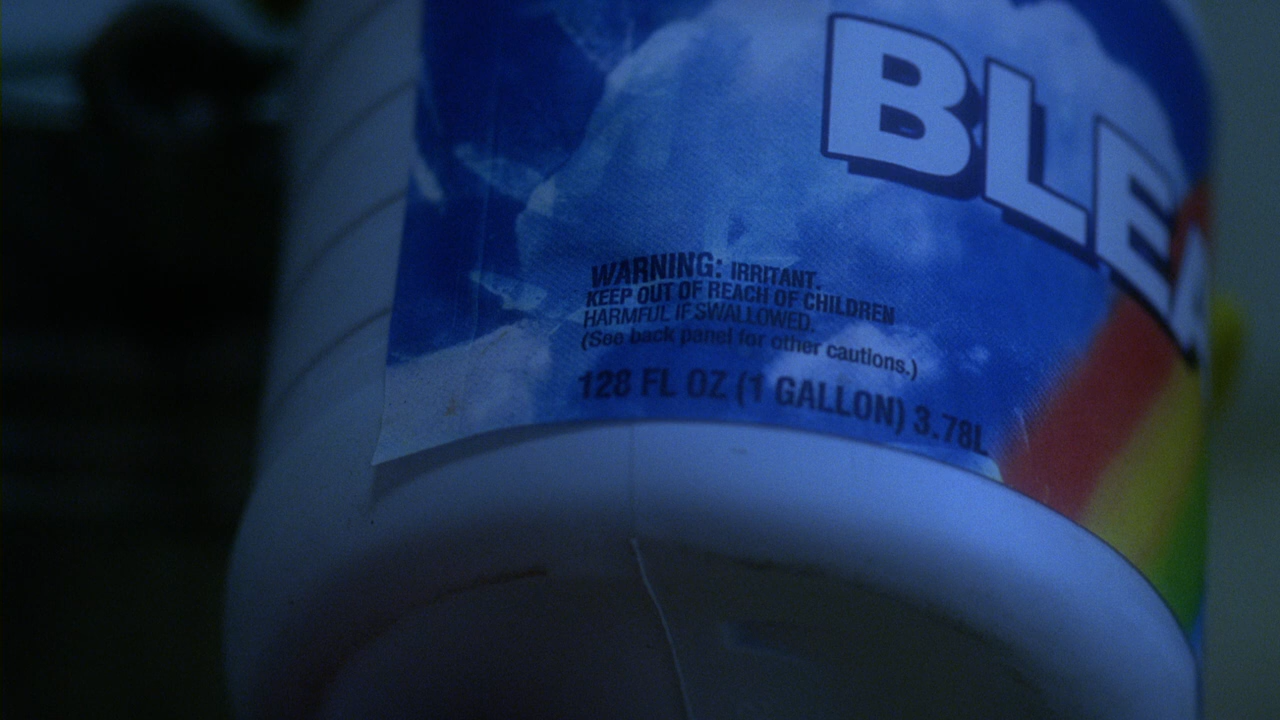 BLEA
WARNING: IRRITANT.
KEEP OUT OF REACH OF CHILDREN
HARMFUL IF SWALLOWED.
(See back panel for other cautions.)
128 FL OZ (1 GALLON) 3.78L